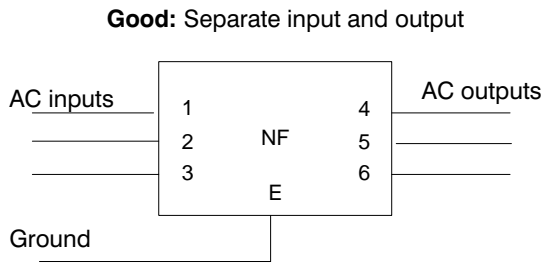 Good: Separate input and output
AC inputs
AC outputs
1
4
2
NF
5
3
6
E
Ground